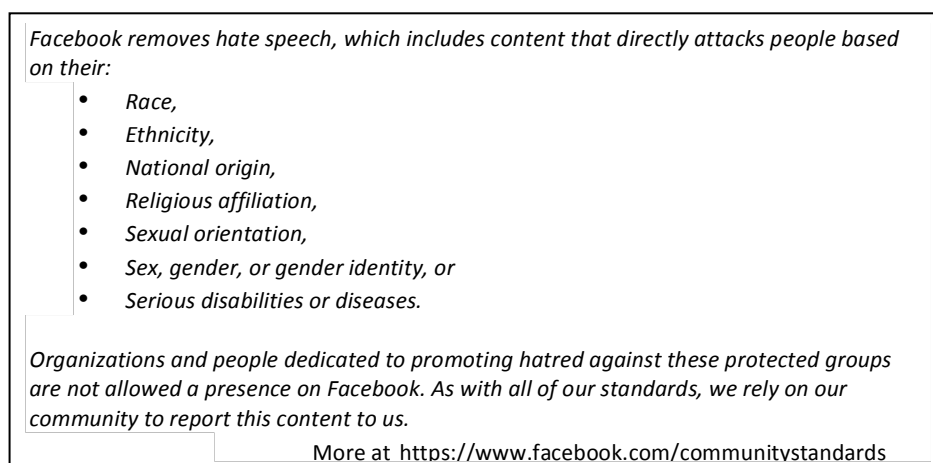 Facebook removes hate speech, which includes content that directly attacks people based
on their:
• Race,
• Ethnicity,
• National origin,
• Religious affiliation,
• Sexual orientation,
• Sex, gender, or gender identity, or
• Serious disabilities or diseases.
Organizations and people dedicated to promoting hatred against these protected groups
are not allowed a presence on Facebook. As with all of our standards, we rely on our
community to report this content to us.
More at https://www.facebook.com/communitystandards